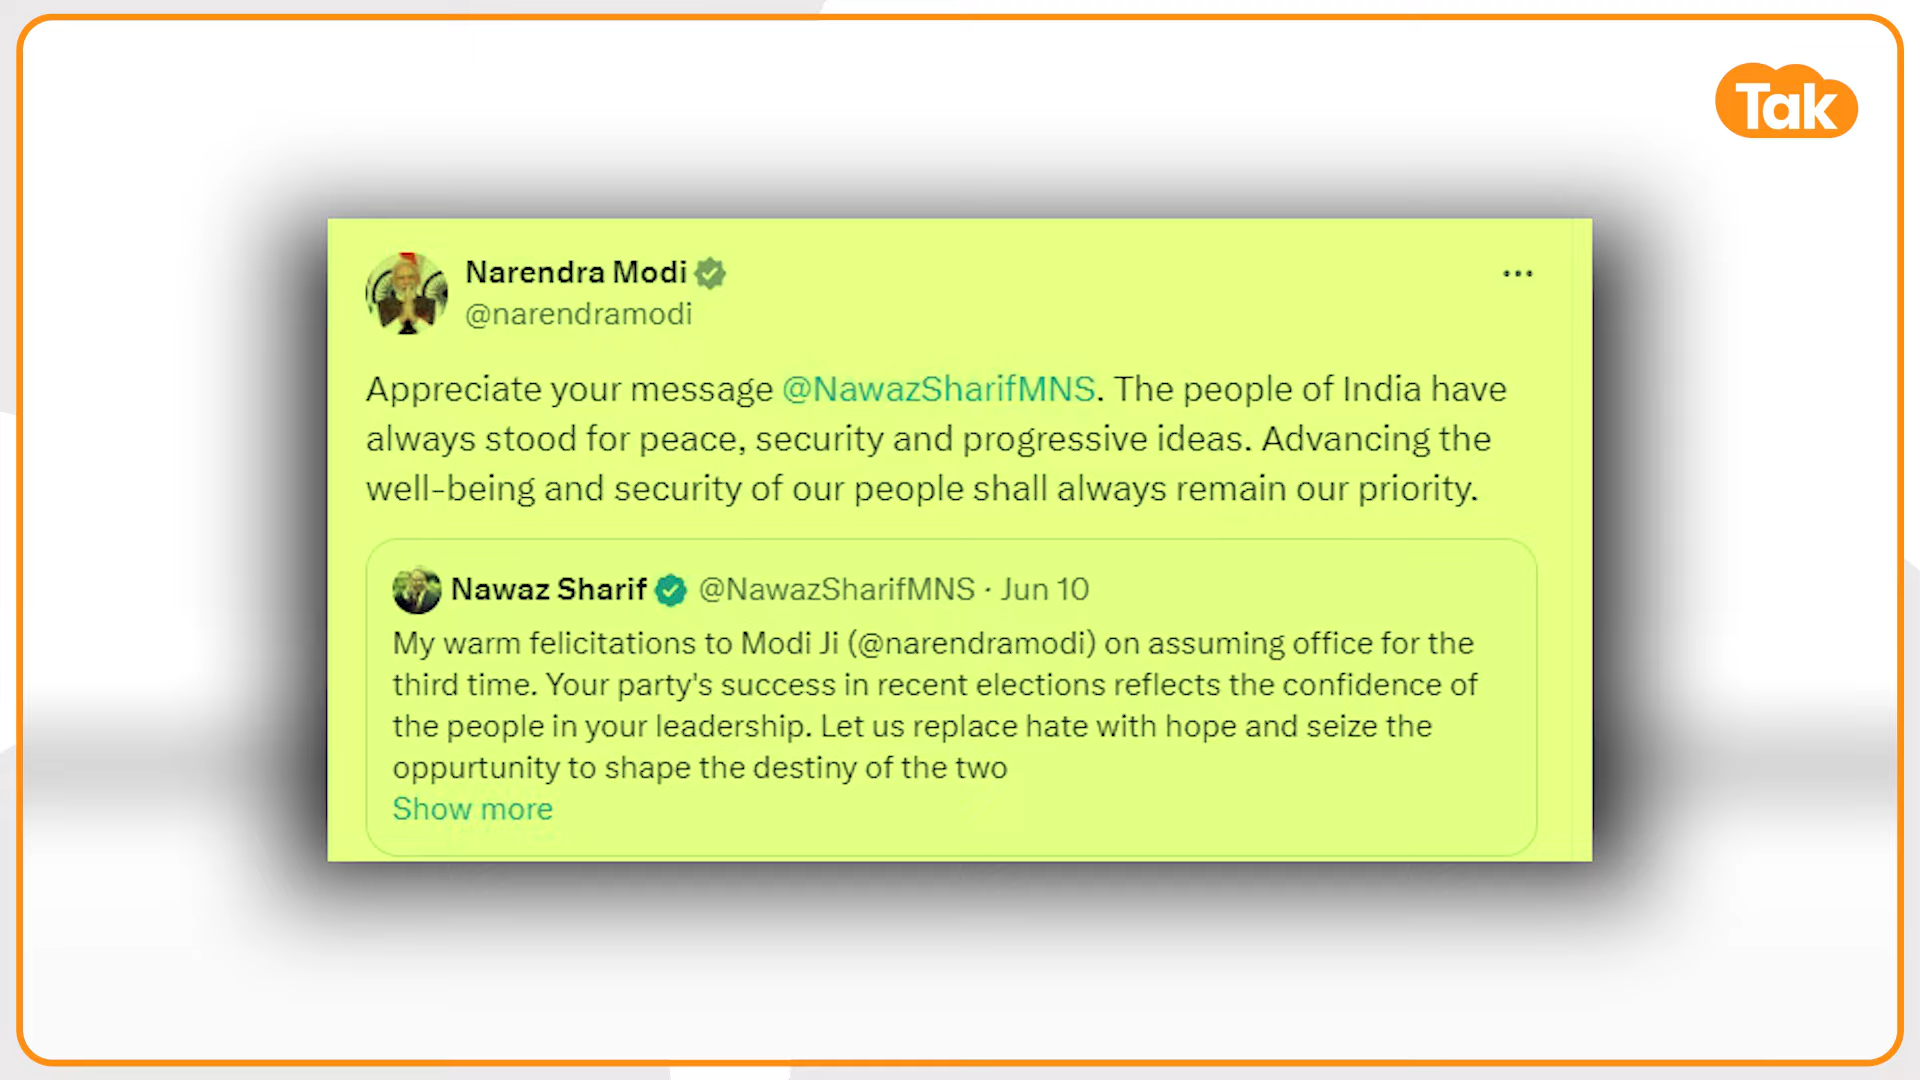 Tak
Narendra Modi
@narendramodi
Appreciate your message @NawazSharifMNS. The people of India have
always stood for peace, security and progressive ideas. Advancing the
well-being and security of our people shall always remain our priority.
Nawaz Sharif @NawazSharifMNS · Jun 10
My warm felicitations to Modi Ji (@narendramodi) on assuming office for the
third time. Your party's success in recent elections reflects the confidence of
the people in your leadership. Let us replace hate with hope and seize the
oppurtunity to shape the destiny of the two
Show more